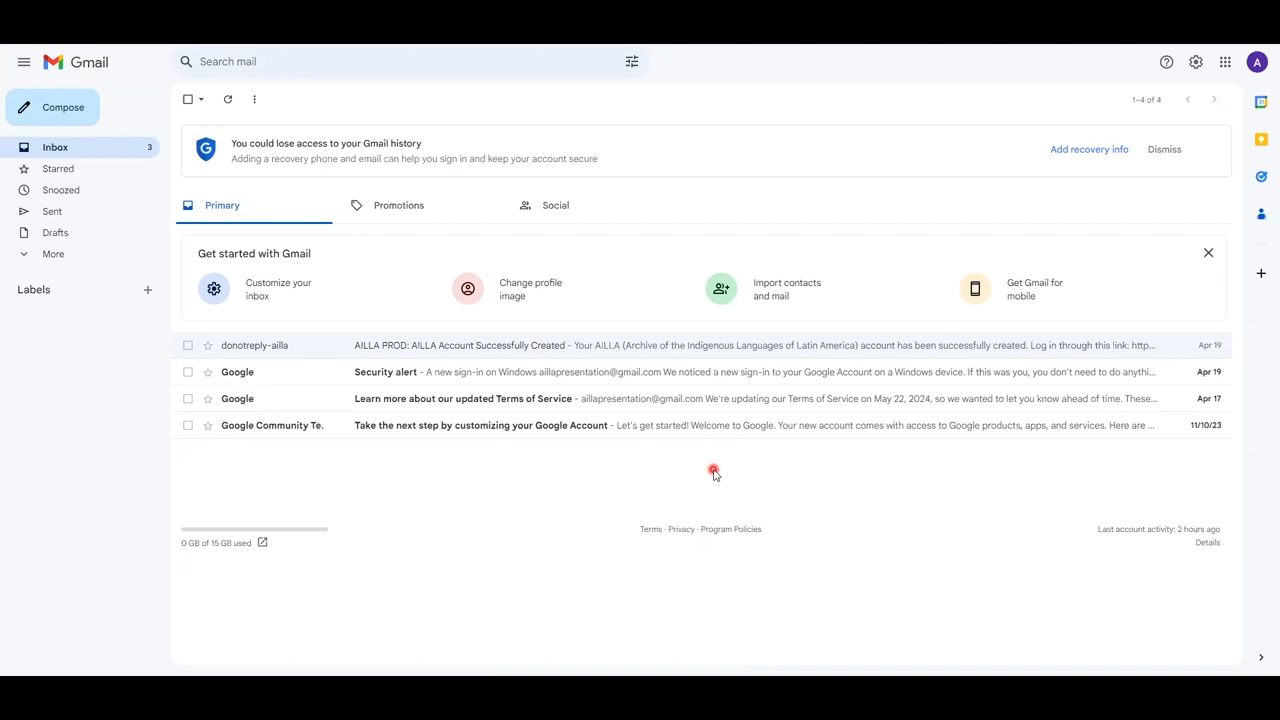 Gmail
Search mail
A
Compose
1–4 of 4
Inbox 3
Starred
Snoozed
Sent
Drafts
More
Labels
You could lose access to your Gmail history
Adding a recovery phone and email can help you sign in and keep your account secure
Add recovery info Dismiss
Primary Promotions Social
Get started with Gmail
Customize your
inbox
Change profile
image
Import contacts
and mail
Get Gmail for
mobile
donotreply-ailla AILLA PROD: AILLA Account Successfully Created - Your AILLA (Archive of the Indigenous Languages of Latin America) account has been successfully created. Log in through this link: http... Apr 19
Google Security alert - A new sign-in on Windows aillapresentation@gmail.com We noticed a new sign-in to your Google Account on a Windows device. If this was you, you don't need to do anythi... Apr 19
Google Learn more about our updated Terms of Service - aillapresentation@gmail.com We're updating our Terms of Service on May 22, 2024, so we wanted to let you know ahead of time. These... Apr 17
Google Community Te. Take the next step by customizing your Google Account - Let's get started! Welcome to Google. Your new account comes with access to Google products, apps, and services. Here are ... 11/10/23
0 GB of 15 GB used
Terms · Privacy · Program Policies
Last account activity: 2 hours ago
Details